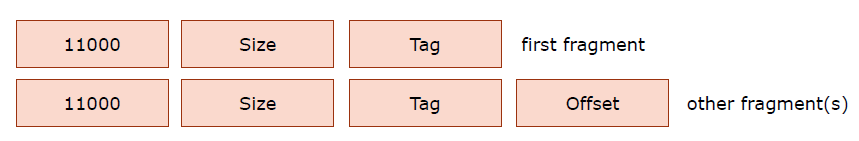 11000 Size Tag first fragment
11000 Size Tag Offset other fragment(s)